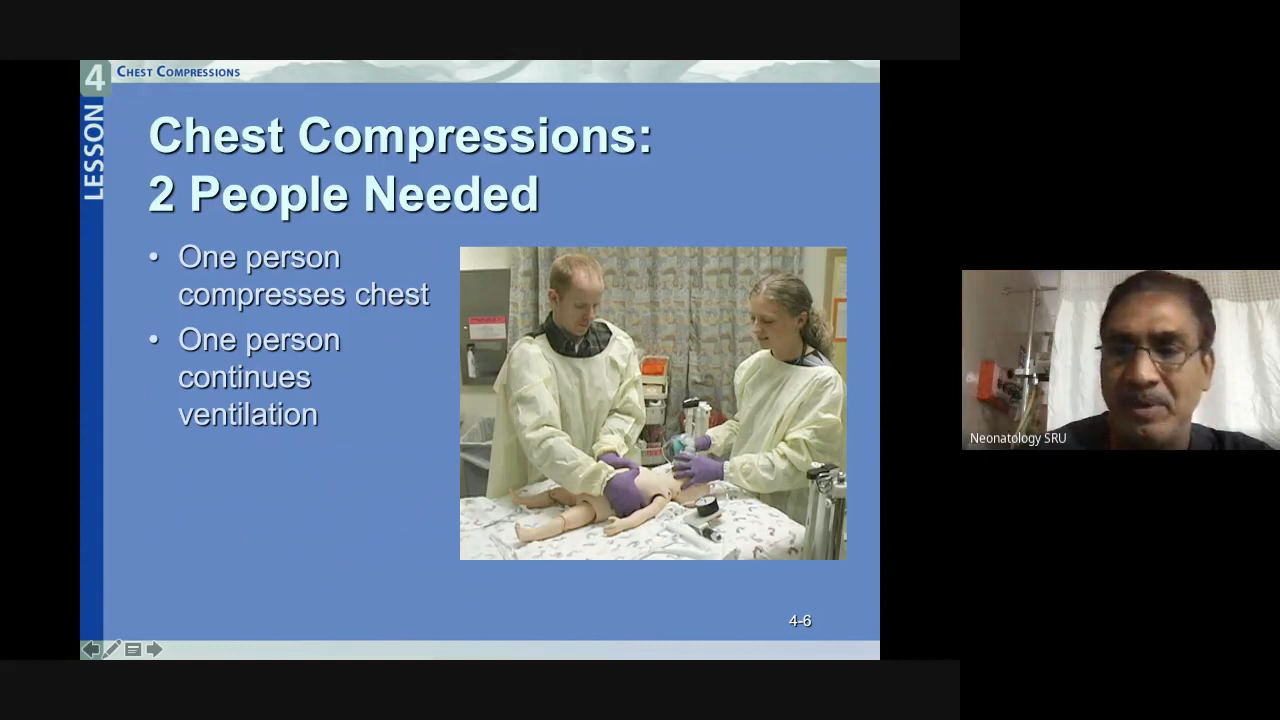 4 CHEST COMPRESSIONS
LESSON
Chest Compressions:
2 People Needed
• One person
compresses chest
• One person
continues
ventilation
4-6
Neonatology SRU